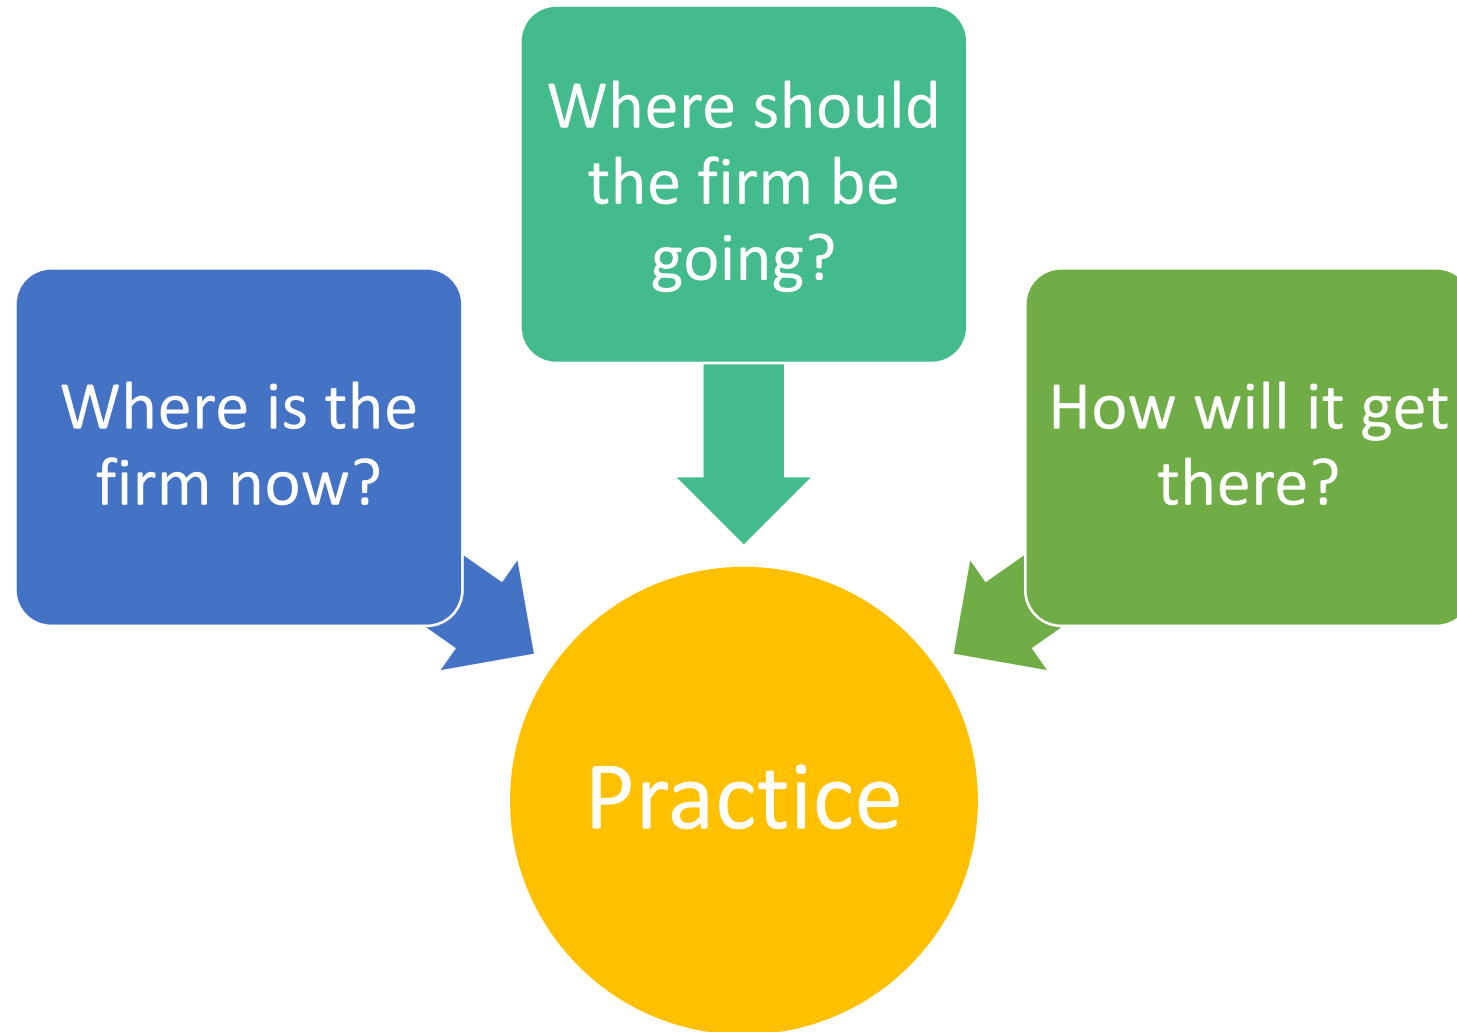 Where should
the firm be
going?
Where is the
firm now?
How will it get
there?
Practice